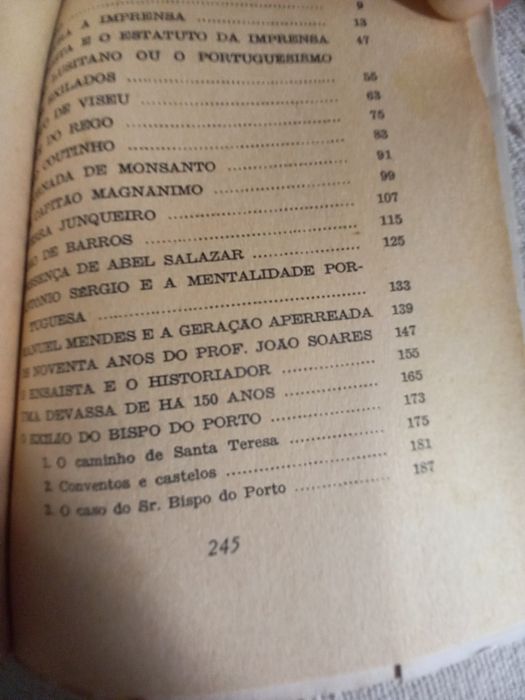 9
A IMPRENSA 13
E O ESTATUTO DA IMPRENSA 47
LUSITANO OU O PORTUGUESISMO
EXILADOS 55
DE VISEU 63
DO REGO 75
COUTINHO 83
DE MONSANTO 91
CAPITÃO MAGNANIMO 99
JUNQUEIRO 107
DE BARROS 115
DE ABEL SALAZAR 125
SÉRGIO E A MENTALIDADE POR-
TUGUESA 133
MENDES E A GERAÇÃO APERREADA 139
NOVENTA ANOS DO PROF. JOÃO SOARES 147
ENSAISTA E O HISTORIADOR 155
UMA DEVASSA DE HÁ 150 ANOS 165
O EXILIO DO BISPO DO PORTO 173
1. O caminho de Santa Teresa 175
2. Conventos e castelos 181
3. O caso do Sr. Bispo do Porto 187
245